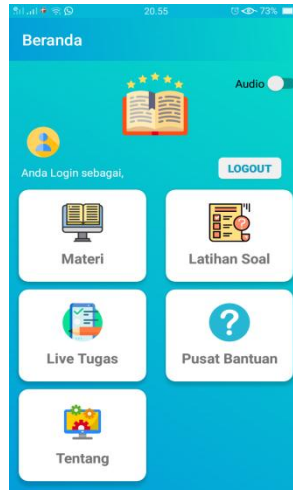 20.55 73%
Beranda
Audio
Anda Login sebagai,
LOGOUT
Materi
Latihan Soal
Live Tugas
Pusat Bantuan
?
Tentang